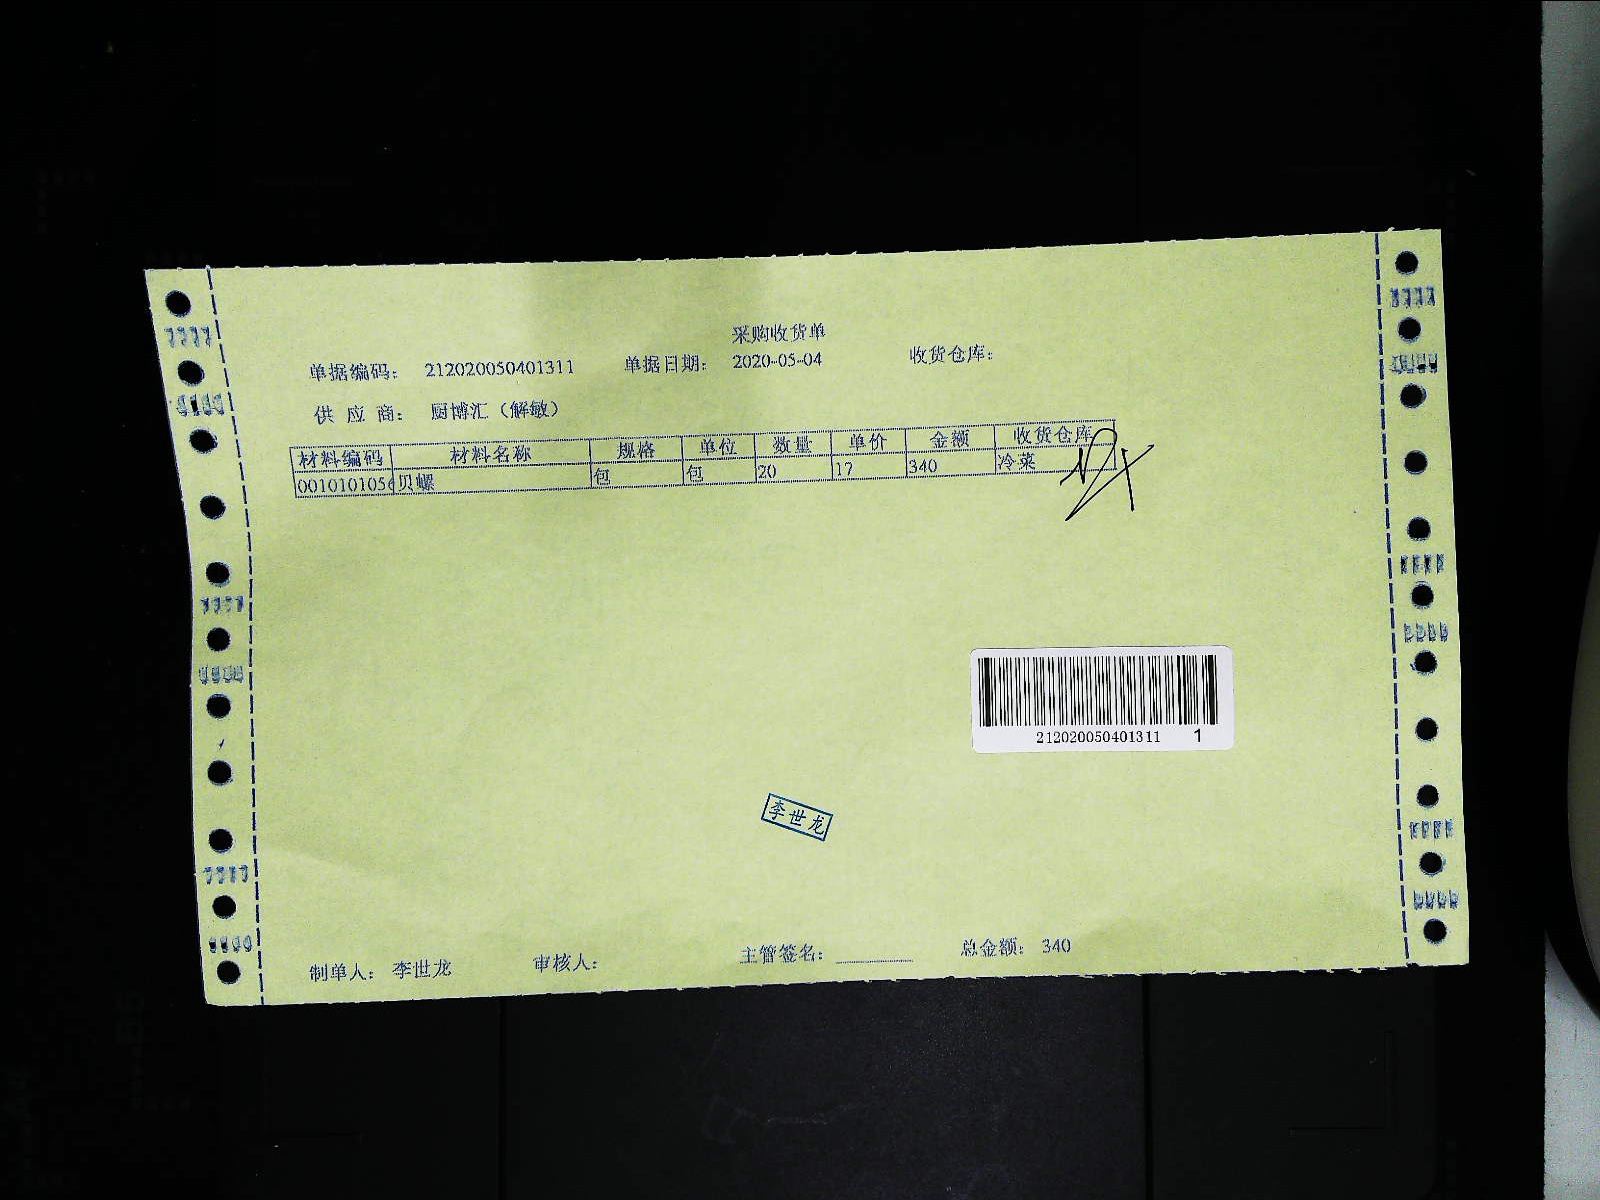 采购收货单
单据编码： 212020050401311 单据日期： 2020-05-04 收货仓库：
供 应 商： 厨博汇（解敏）
材料编码 材料名称 规格 单位 数量 单价 金额 收货仓库
0010101056 贝螺 包 包 20 17 340 冷菜
212020050401311 1
李世龙
制单人： 李世龙 审核人： 主管签名： 总金额： 340